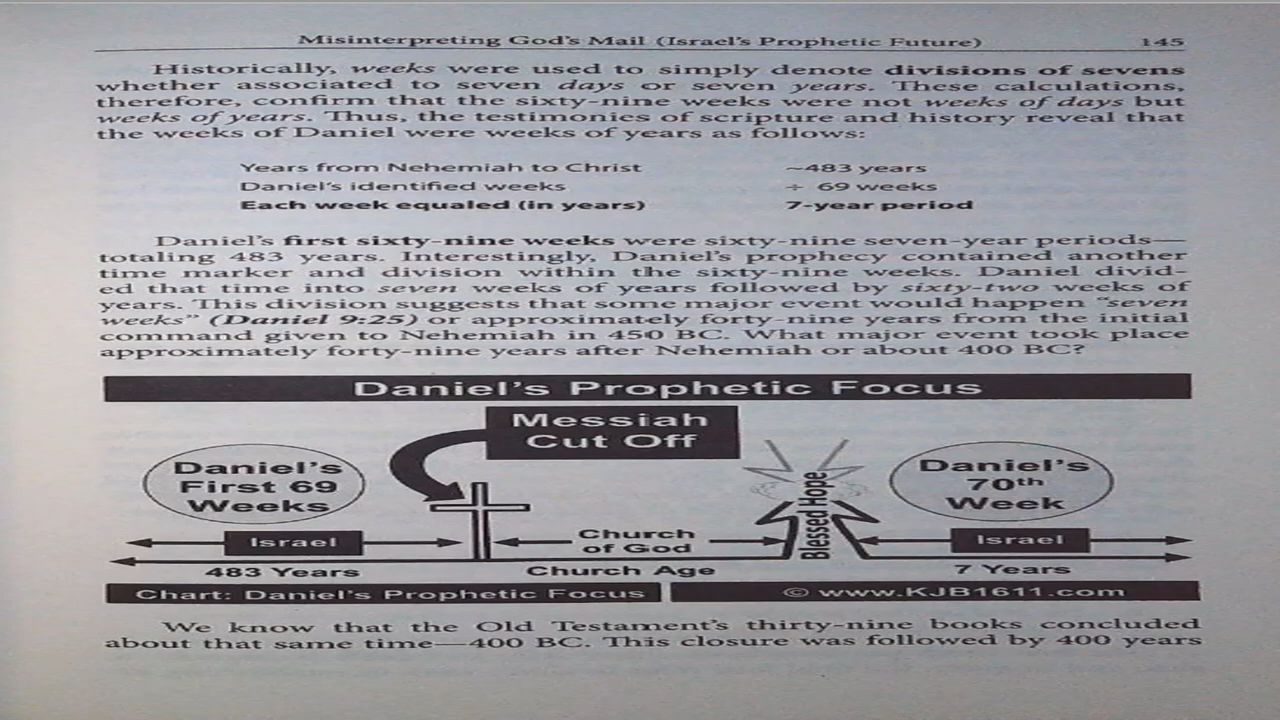 Misinterpreting God's Mail (Israel's Prophetic Future) 145
Historically, weeks were used to simply denote divisions of sevens
whether associated to seven days or seven years. These calculations,
therefore, confirm that the sixty-nine weeks were not weeks of days but
weeks of years. Thus, the testimonies of scripture and history reveal that
the weeks of Daniel were weeks of years as follows:
Years from Nehemiah to Christ ~483 years
Daniel's identified weeks ÷ 69 weeks
Each week equaled (in years) 7-year period
Daniel's first sixty-nine weeks were sixty-nine seven-year periods—
totaling 483 years. Interestingly, Daniel's prophecy contained another
time marker and division within the sixty-nine weeks. Daniel divid-
ed that time into seven weeks of years followed by sixty-two weeks of
years. This division suggests that some major event would happen "seven
weeks" (Daniel 9:25) or approximately forty-nine years from the initial
command given to Nehemiah in 450 BC. What major event took place
approximately forty-nine years after Nehemiah or about 400 BC?
Daniel's Prophetic Focus
Messiah
Cut Off
Daniel's
First 69
Weeks
Israel
483 Years
Church
of God
Church Age
Blessed Hope
Daniel's
70th
Week
Israel
7 Years
Chart: Daniel's Prophetic Focus
© www.KJB1611.com
We know that the Old Testament's thirty-nine books concluded
about that same time—400 BC. This closure was followed by 400 years